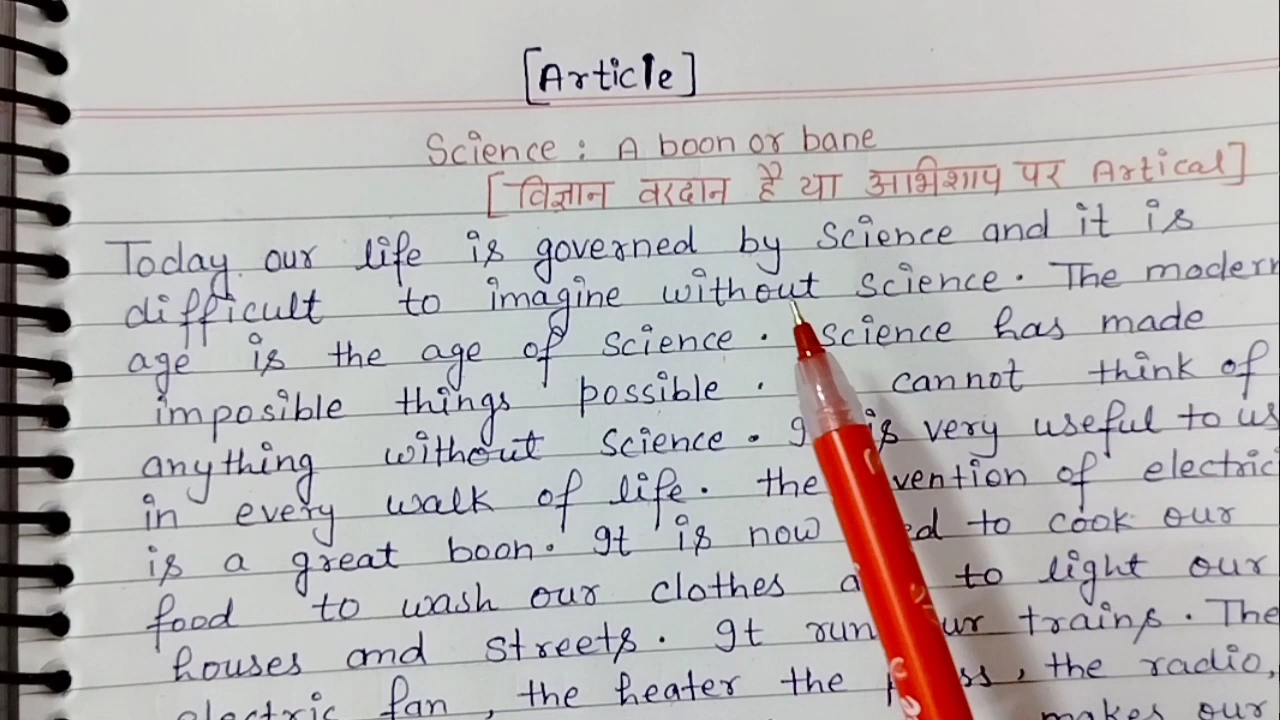 [Article]
Science : A boon or bane
[विज्ञान वरदान है या आभिशाप पर Artical]
Today our life is governed by Science and it is
difficult to imagine without science. The modern
age is the age of science. Science has made
imposible things possible. cannot think of
anything without science. is very useful to us
in every walk of life. the of electric
is a great boon. It is now to cook our
food to wash our clothes to light our
houses and streets. It trains. The
electric fan, the heater the the radio,
makes our